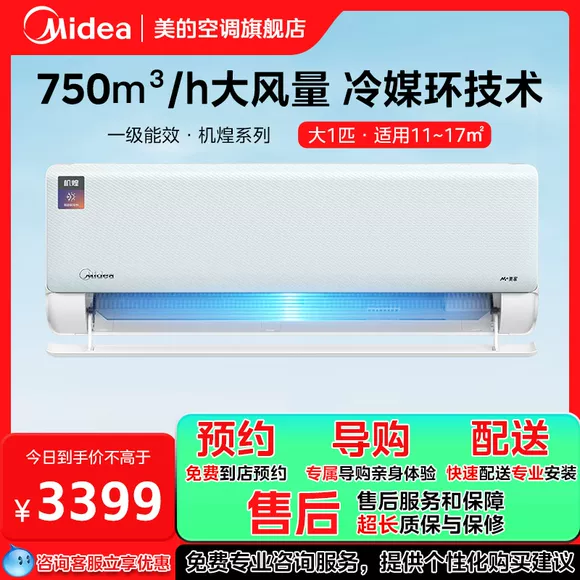 Midea 美的空调旗舰店
750m³/h大风量 冷媒环技术
一级能效·机煌系列 大1匹·适用11~17㎡
机煌
Midea
预约 导购 配送
免费到店预约 专属导购亲身体验 快速配送专业安装
售后 售后服务和保障
超长质保与保修
今日到手价不高于
¥3399
咨询客服立享优惠
免费专业咨询服务，提供个性化购买建议